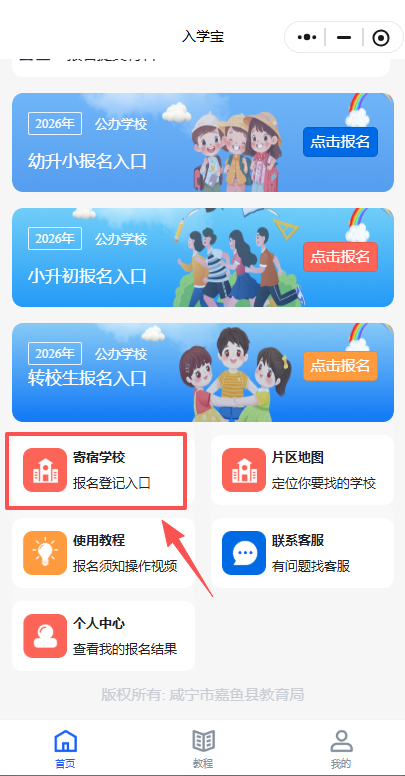 入学宝
2026年 公办学校
幼升小报名入口
点击报名
2026年 公办学校
小升初报名入口
点击报名
2026年 公办学校
转校生报名入口
点击报名
寄宿学校
报名登记入口
片区地图
定位你要找的学校
使用教程
报名须知操作视频
联系客服
有问题找客服
个人中心
查看我的报名结果
版权所有: 咸宁市嘉鱼县教育局
首页
教程
我的